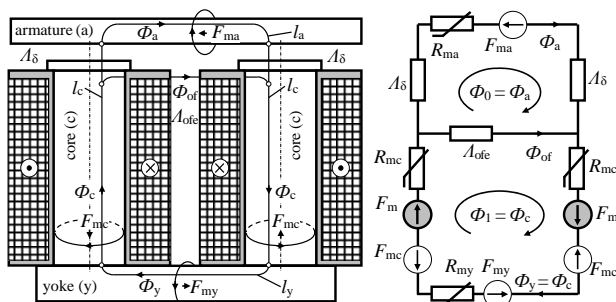 armature (a)
Φa
Fma
la
Λδ
Λδ
lc
Φof
lc
Λofe
core (c)
core (c)
Φc
Φc
Fmc
Fmc
yoke (y)
Φy
Fmy
ly
Rma
Fma
Φa
Λδ
Φ0 = Φa
Λδ
Rmc
Λofe
Φof
Rmc
Fm
Φ1 = Φc
Fm
Fmc
Fmc
Rmy
Fmy
Φy = Φc